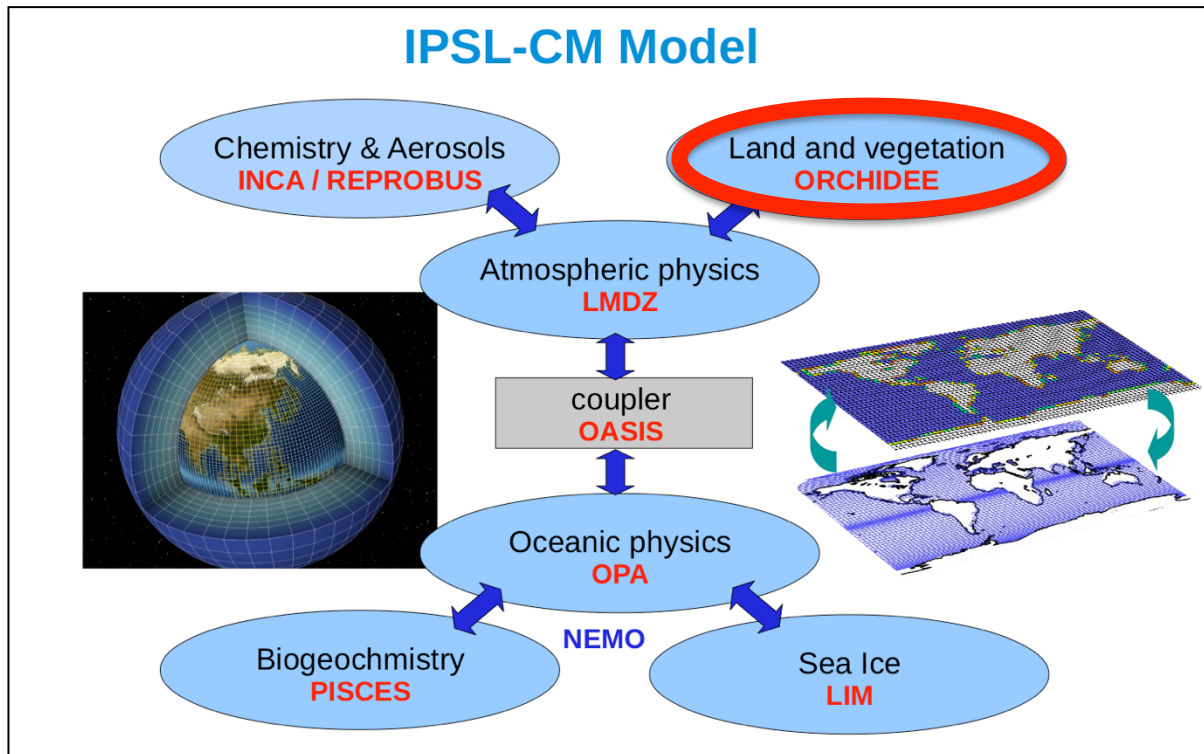 IPSL-CM Model
Chemistry & Aerosols
INCA / REPROBUS
Land and vegetation
ORCHIDEE
Atmospheric physics
LMDZ
coupler
OASIS
Oceanic physics
OPA
NEMO
Biogeochmistry
PISCES
Sea Ice
LIM